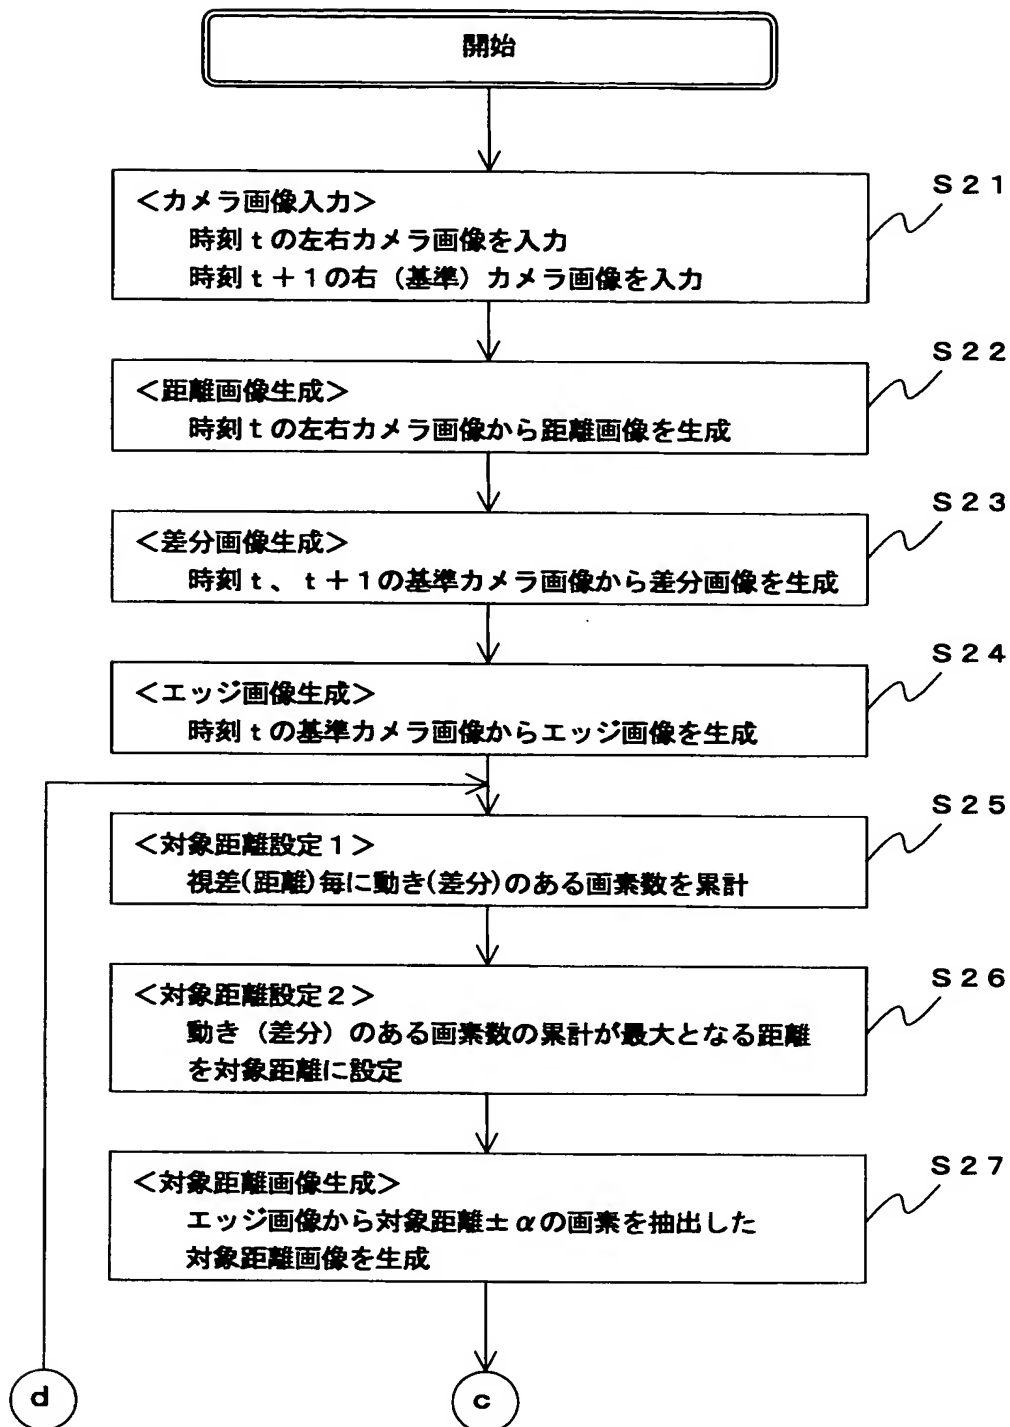 開始
S21
＜カメラ画像入力＞
時刻ｔの左右カメラ画像を入力
時刻ｔ＋１の右（基準）カメラ画像を入力
S22
＜距離画像生成＞
時刻ｔの左右カメラ画像から距離画像を生成
S23
＜差分画像生成＞
時刻ｔ、ｔ＋１の基準カメラ画像から差分画像を生成
S24
＜エッジ画像生成＞
時刻ｔの基準カメラ画像からエッジ画像を生成
S25
＜対象距離設定１＞
視差(距離)毎に動き(差分)のある画素数を累計
S26
＜対象距離設定２＞
動き（差分）のある画素数の累計が最大となる距離
を対象距離に設定
S27
＜対象距離画像生成＞
エッジ画像から対象距離±αの画素を抽出した
対象距離画像を生成
d
c